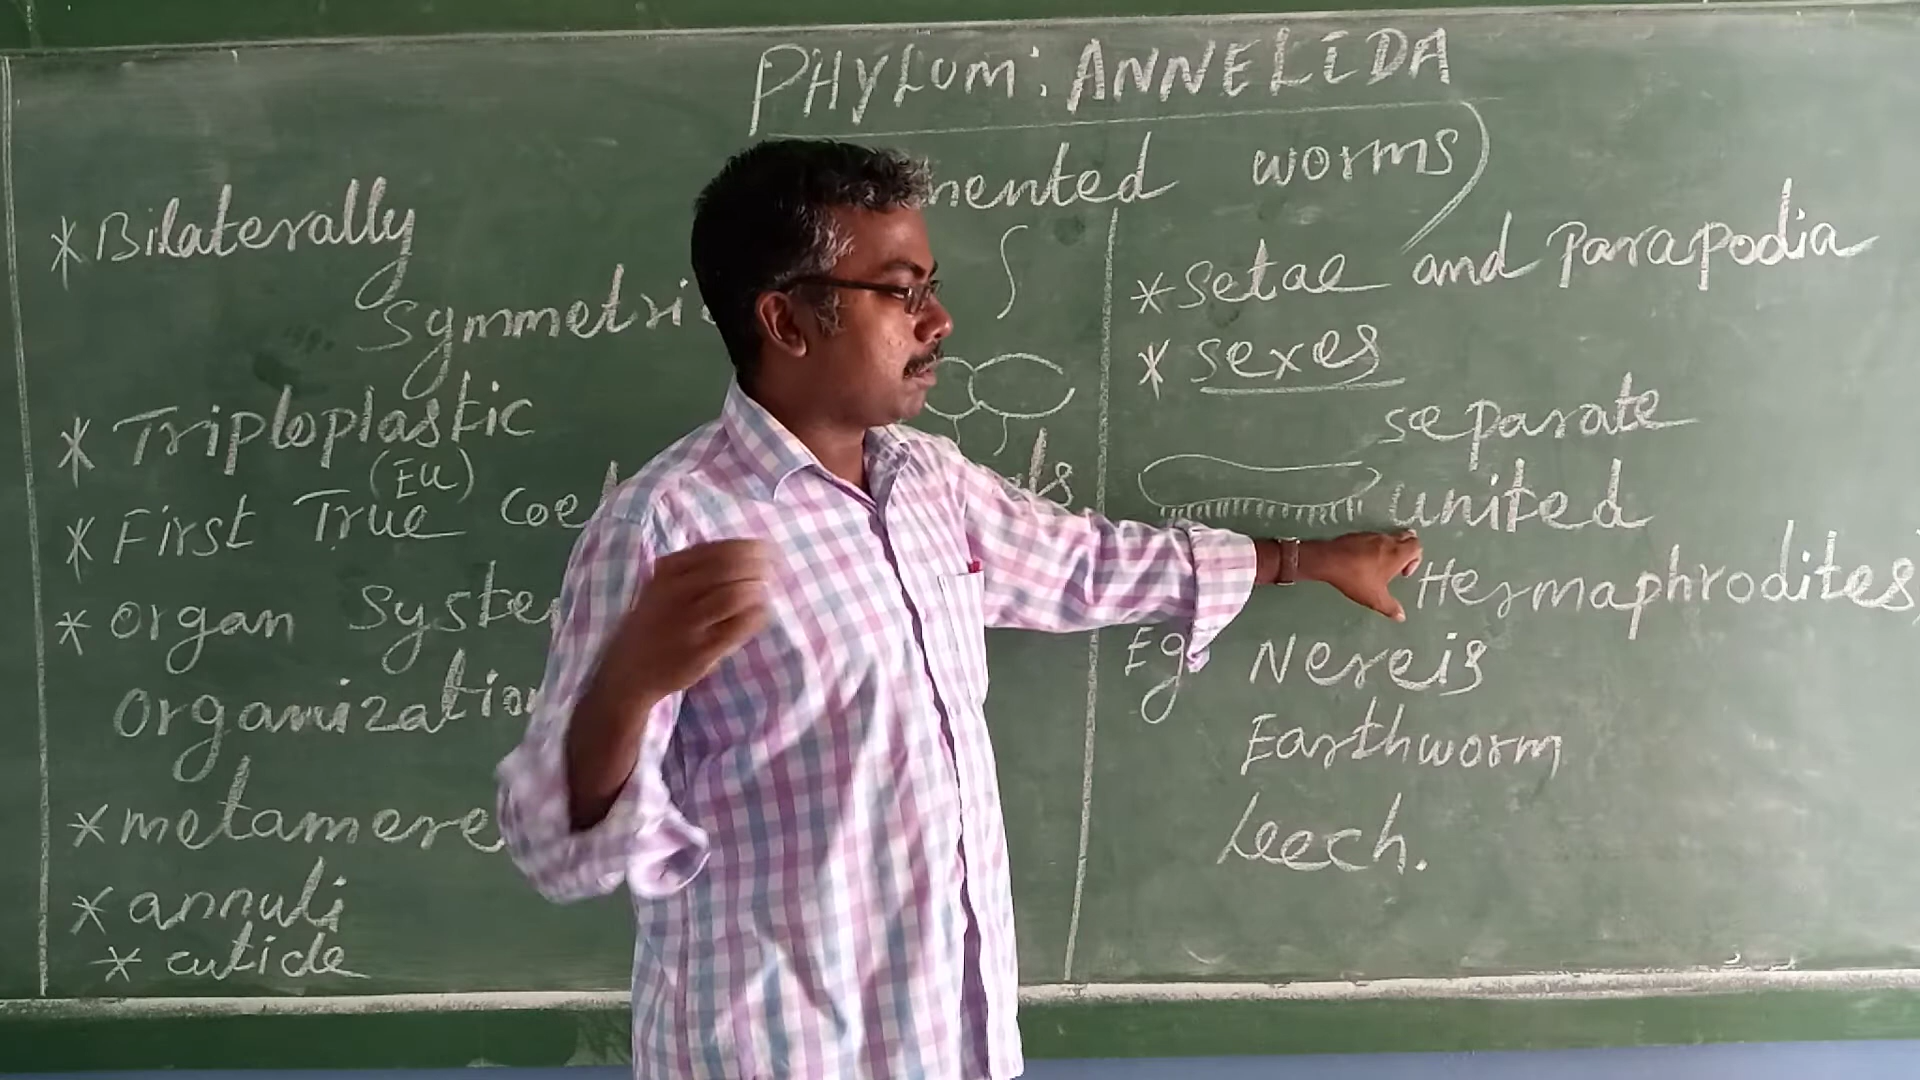 PHYLUM: ANNELIDA
mented worms
* Bilaterally
Symmetri
* Triploplastic
(EU)
* First True coe
* organ System
Organization
* metamere
* annuli
* cuticle
* Setae and Parapodia
* sexes
separate
united
Hermaphrodites)
Eg
Nereis
Earthworm
Leech.